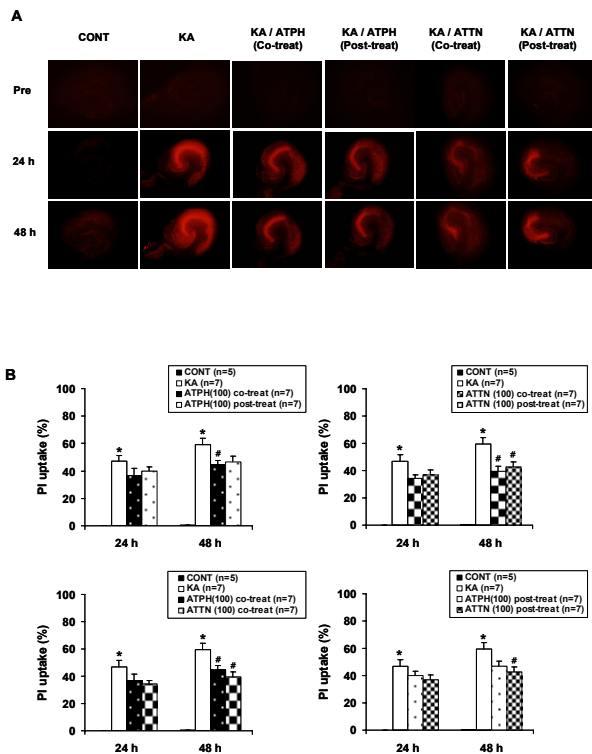 A
CONT KA KA / ATPH (Co-treat) KA / ATPH (Post-treat) KA / ATTN (Co-treat) KA / ATTN (Post-treat)
Pre
24 h
48 h
B
CONT (n=5)
KA (n=7)
ATPH(100) co-treat (n=7)
ATPH(100) post-treat (n=7)
PI uptake (%)
100
80
60
40
20
0
* * #
24 h 48 h
CONT (n=5)
KA (n=7)
ATTN (100) co-treat (n=7)
ATTN (100) post-treat (n=7)
PI uptake (%)
100
80
60
40
20
0
* * # #
24 h 48 h
CONT (n=5)
KA (n=7)
ATPH(100) co-treat (n=7)
ATTN (100) co-treat (n=7)
PI uptake (%)
100
80
60
40
20
0
* * # #
24 h 48 h
CONT (n=5)
KA (n=7)
ATPH(100) post-treat (n=7)
ATTN (100) post-treat (n=7)
PI uptake (%)
100
80
60
40
20
0
* * #
24 h 48 h